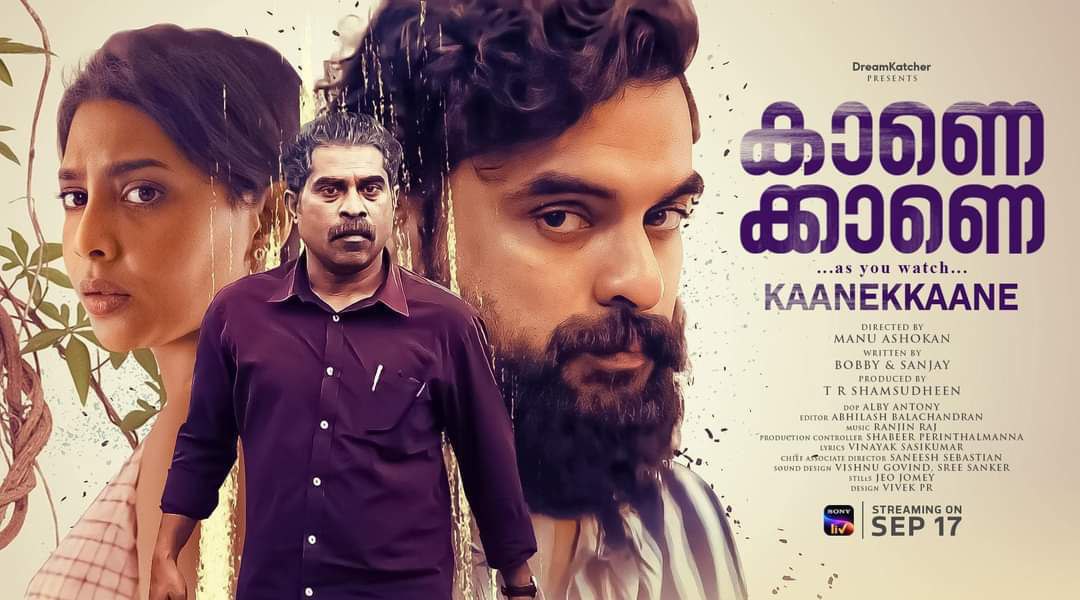 DreamKatcher
PRESENTS
കാണെ
ക്കാണെ
...as you watch...
KAANEKKAANE
DIRECTED BY
MANU ASHOKAN
WRITTEN BY
BOBBY & SANJAY
PRODUCED BY
T R SHAMSUDHEEN
DOP ALBY ANTONY
EDITOR ABHILASH BALACHANDRAN
MUSIC RANJIN RAJ
PRODUCTION CONTROLLER SHABEER PERINTHALMANNA
LYRICS VINAYAK SASIKUMAR
CHIEF ASSOCIATE DIRECTOR SANEESH SEBASTIAN
SOUND DESIGN VISHNU GOVIND, SREE SANKER
STILLS JEO JOMEY
DESIGN VIVEK PR
SONY
liv
STREAMING ON
SEP 17